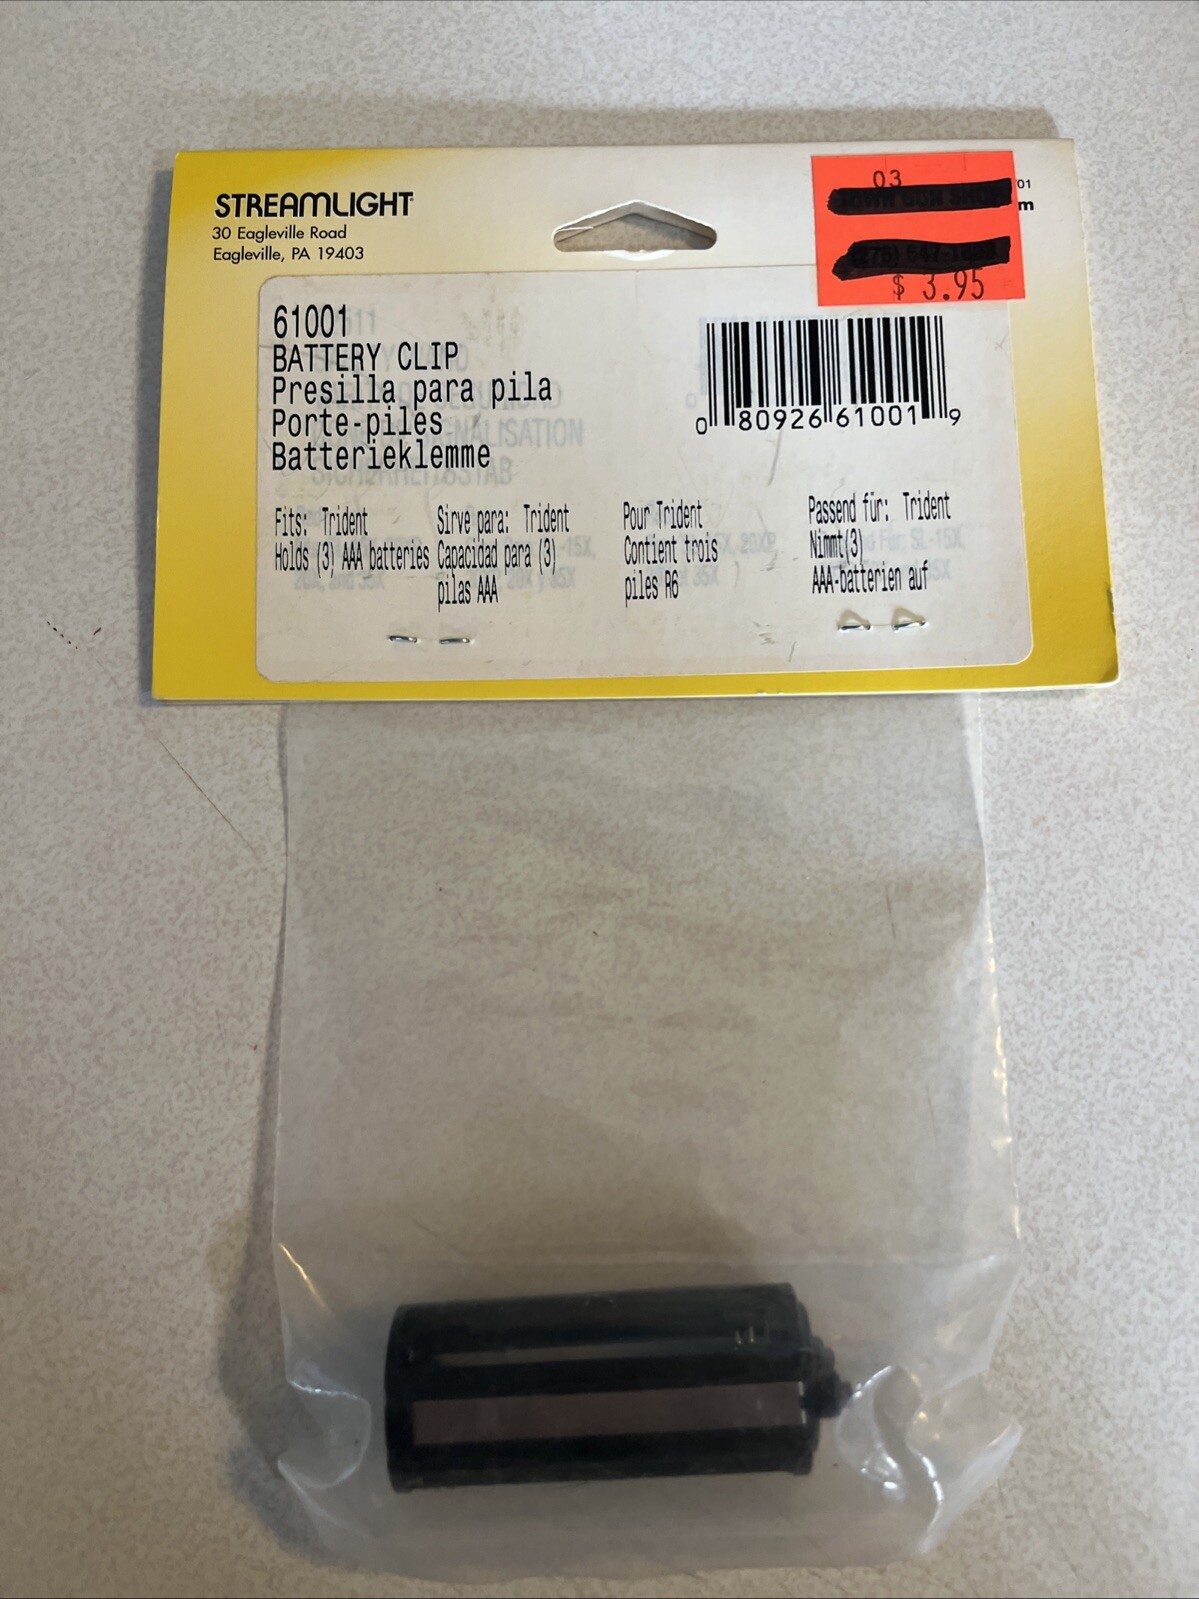 STREAMLIGHT
30 Eagleville Road
Eagleville, PA 19403
03
01
m
$ 3.95
61001
BATTERY CLIP
Presilla para pila
Porte-piles
Batterieklemme
0 80926 61001 9
Fits: Trident
Holds (3) AAA batteries
Sirve para: Trident
Capacidad para (3)
pilas AAA
Pour Trident
Contient trois
piles R6
Passend für: Trident
Nimmt(3)
AAA-batterien auf